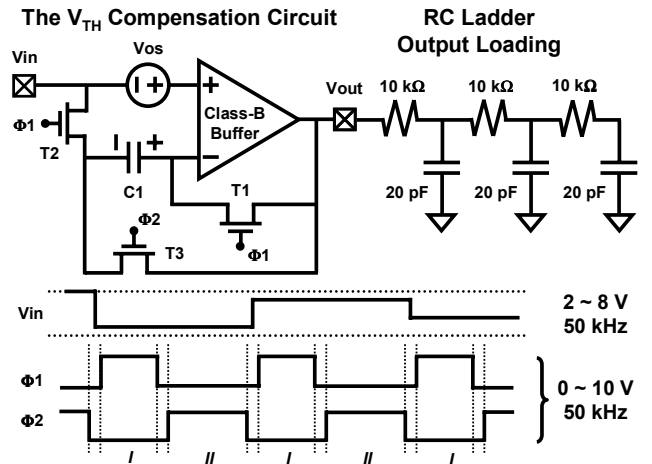 The VTH Compensation Circuit
RC Ladder
Output Loading
Vin
Vos
Φ1
T2
C1
Class-B
Buffer
T1
Φ1
Φ2
T3
Vout
10 kΩ
10 kΩ
10 kΩ
20 pF
20 pF
20 pF
Vin
2 ~ 8 V
50 kHz
Φ1
Φ2
0 ~ 10 V
50 kHz
I
II
I
II
I